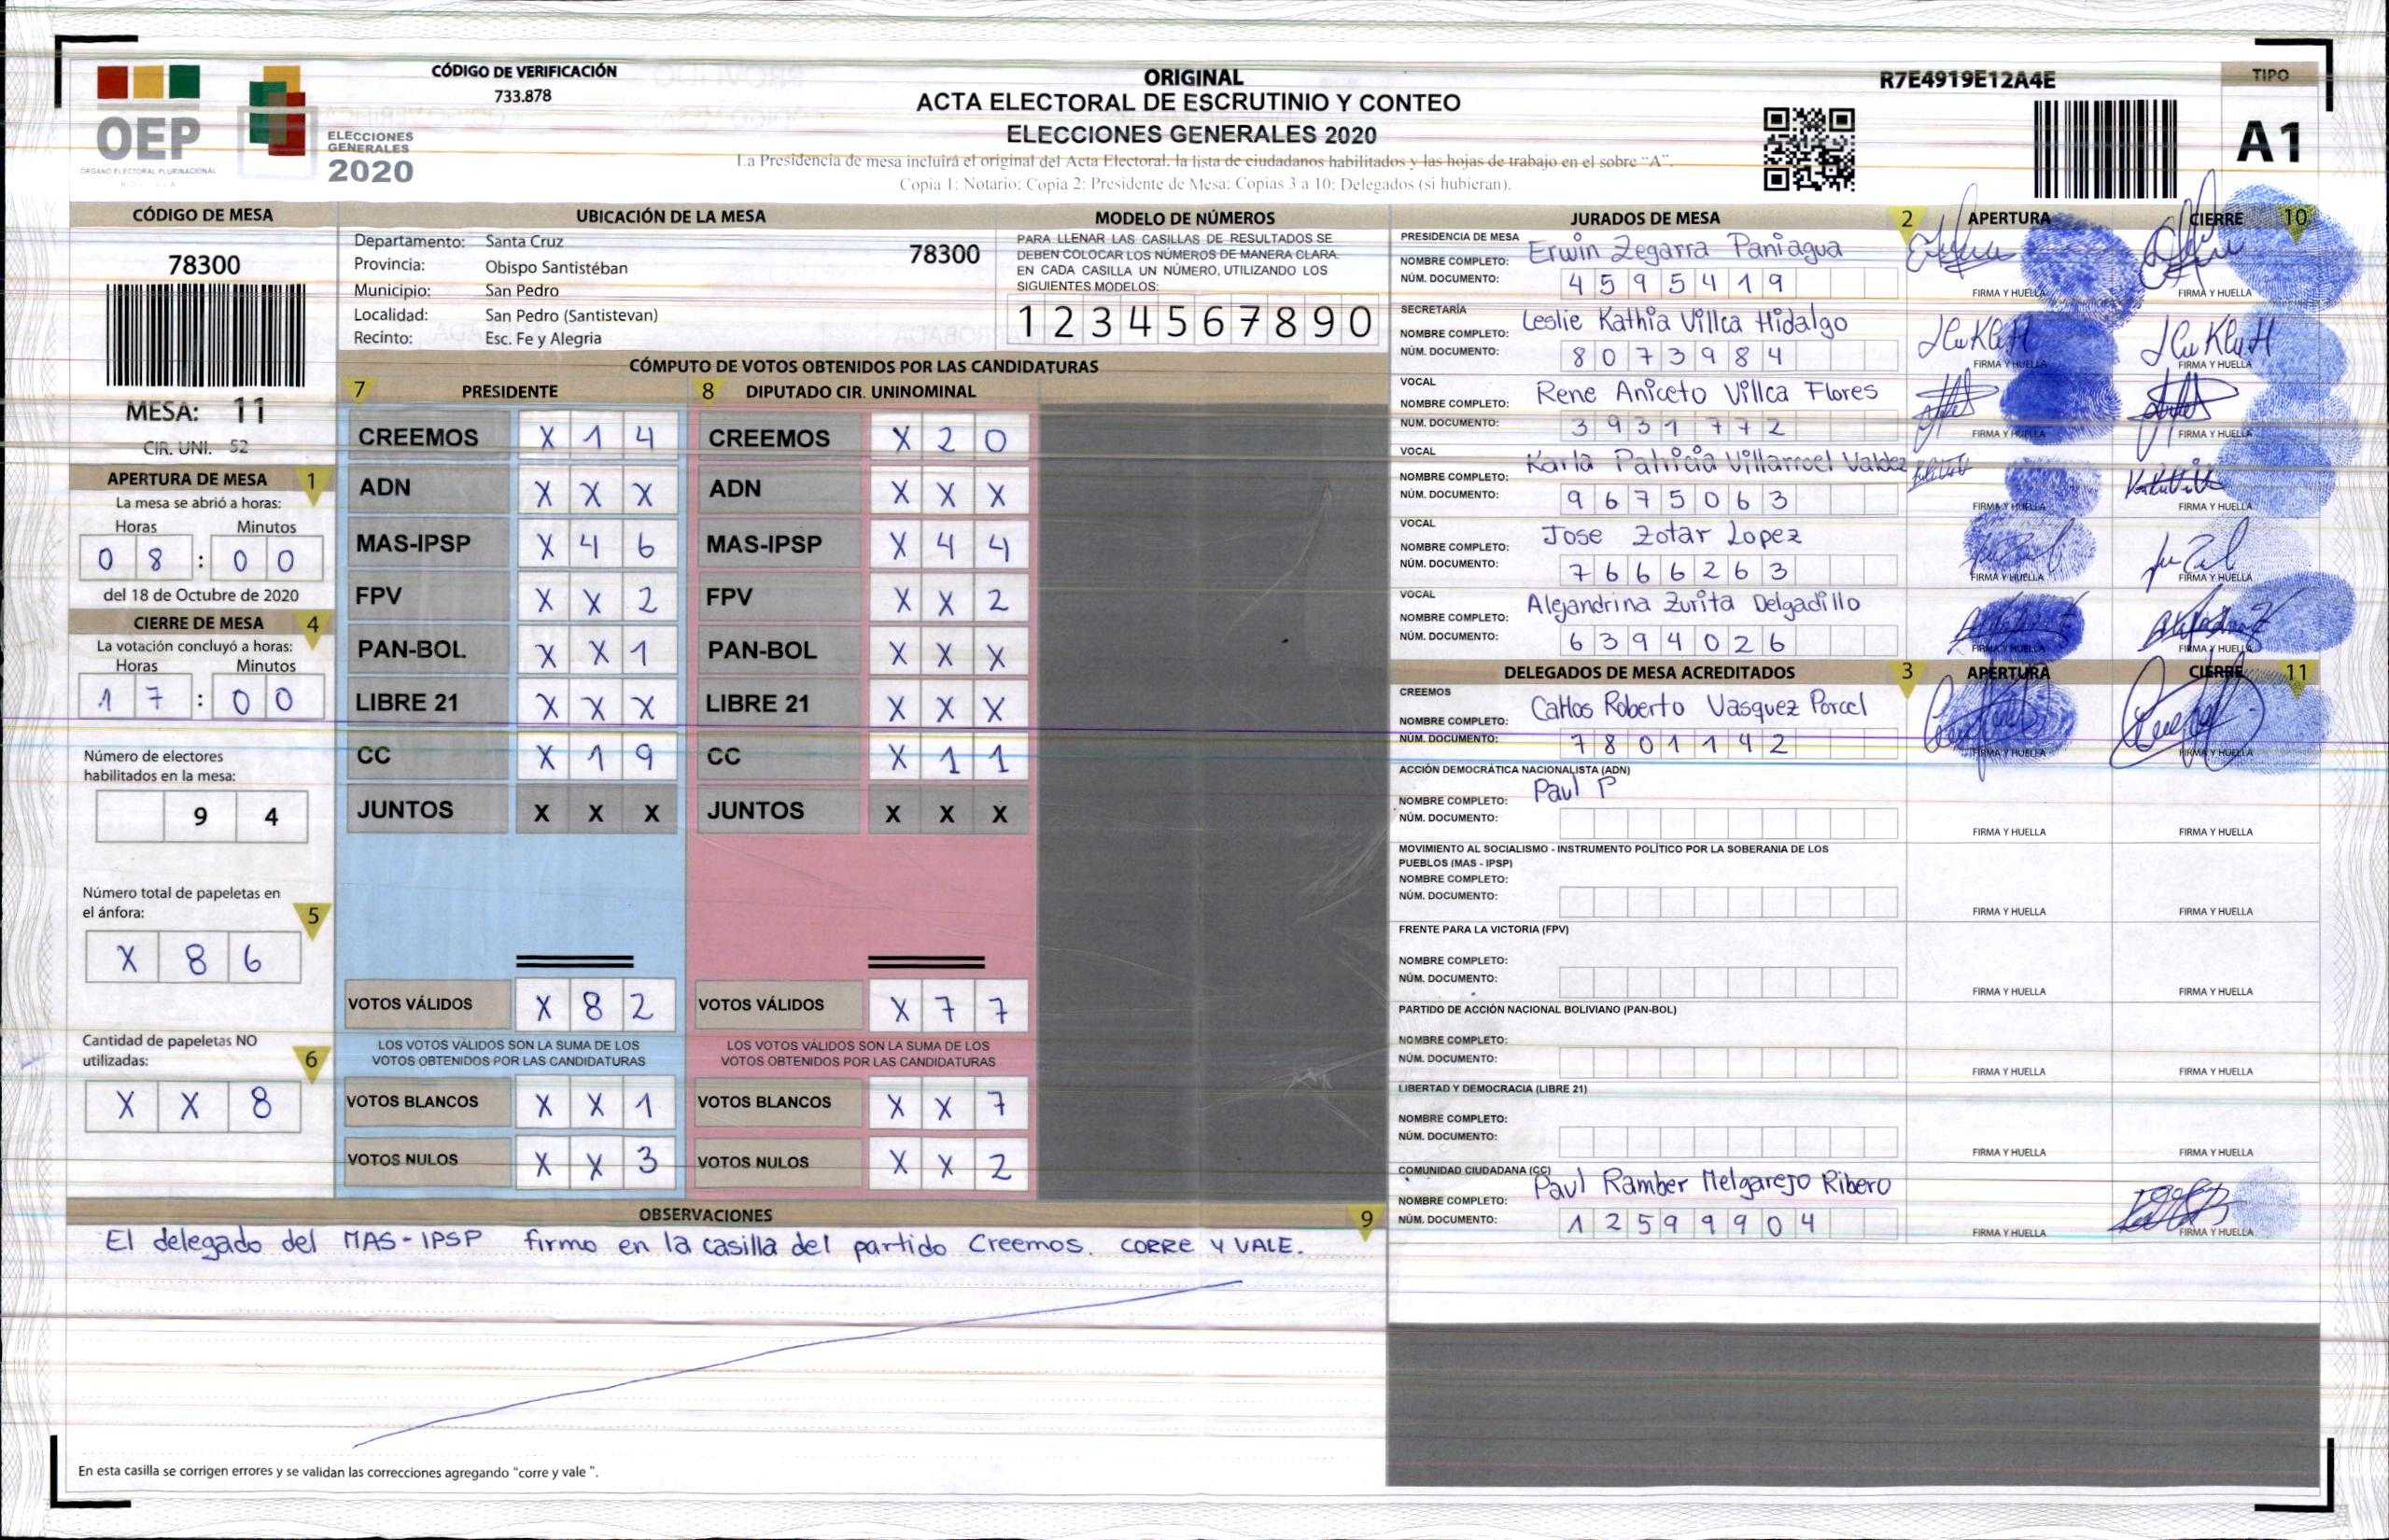 CÓDIGO DE VERIFICACIÓN
733.878
OEP
ÓRGANO ELECTORAL PLURINACIONAL
ELECCIONES
GENERALES
2020
ORIGINAL
ACTA ELECTORAL DE ESCRUTINIO Y CONTEO
ELECCIONES GENERALES 2020
La Presidencia de mesa incluirá el original del Acta Electoral, la lista de ciudadanos habilitados y las hojas de trabajo en el sobre "A".
Copia 1: Notario; Copia 2: Presidente de Mesa; Copias 3 a 10: Delegados (si hubieran).
R7E4919E12A4E
TIPO
A1
CÓDIGO DE MESA
78300
MESA: 11
CIR. UNI. 52
APERTURA DE MESA 1
La mesa se abrió a horas:
Horas Minutos
0 8 : 0 0
del 18 de Octubre de 2020
CIERRE DE MESA 4
La votación concluyó a horas:
Horas Minutos
1 7 : 0 0
Número de electores
habilitados en la mesa:
9 4
Número total de papeletas en
el ánfora: 5
X 8 6
Cantidad de papeletas NO
utilizadas: 6
X X 8
UBICACIÓN DE LA MESA
Departamento: Santa Cruz 78300
Provincia: Obispo Santistéban
Municipio: San Pedro
Localidad: San Pedro (Santistevan)
Recinto: Esc. Fe y Alegria
MODELO DE NÚMEROS
PARA LLENAR LAS CASILLAS DE RESULTADOS SE
DEBEN COLOCAR LOS NÚMEROS DE MANERA CLARA.
EN CADA CASILLA UN NÚMERO, UTILIZANDO LOS
SIGUIENTES MODELOS:
1 2 3 4 5 6 7 8 9 0
CÓMPUTO DE VOTOS OBTENIDOS POR LAS CANDIDATURAS
7 PRESIDENTE 8 DIPUTADO CIR. UNINOMINAL
CREEMOS X 1 4 CREEMOS X 2 0
ADN X X X ADN X X X
MAS-IPSP X 4 6 MAS-IPSP X 4 4
FPV X X 2 FPV X X 2
PAN-BOL X X 1 PAN-BOL X X X
LIBRE 21 X X X LIBRE 21 X X X
CC X 1 9 CC X 1 1
JUNTOS X X X JUNTOS X X X
VOTOS VÁLIDOS X 8 2 VOTOS VÁLIDOS X 7 7
LOS VOTOS VÁLIDOS SON LA SUMA DE LOS LOS VOTOS VÁLIDOS SON LA SUMA DE LOS
VOTOS OBTENIDOS POR LAS CANDIDATURAS VOTOS OBTENIDOS POR LAS CANDIDATURAS
VOTOS BLANCOS X X 1 VOTOS BLANCOS X X 7
VOTOS NULOS X X 3 VOTOS NULOS X X 2
OBSERVACIONES 9
El delegado del MAS-IPSP firmo en la casilla del partido Creemos. CORRE Y VALE.
En esta casilla se corrigen errores y se validan las correcciones agregando "corre y vale ".
JURADOS DE MESA 2 APERTURA CIERRE 10
PRESIDENCIA DE MESA
NOMBRE COMPLETO: Erwin Zegarra Paniagua
NÚM. DOCUMENTO: 4 5 9 5 4 1 9 FIRMA Y HUELLA FIRMA Y HUELLA
SECRETARÍA
NOMBRE COMPLETO: Leslie Kathia Villca Hidalgo
NÚM. DOCUMENTO: 8 0 7 3 9 8 4 FIRMA Y HUELLA FIRMA Y HUELLA
VOCAL
NOMBRE COMPLETO: Rene Aniceto Villca Flores
NÚM. DOCUMENTO: 3 9 3 1 7 7 2 FIRMA Y HUELLA FIRMA Y HUELLA
VOCAL
NOMBRE COMPLETO: Karla Patricia Villarroel Valdez
NÚM. DOCUMENTO: 9 6 7 5 0 6 3 FIRMA Y HUELLA FIRMA Y HUELLA
VOCAL
NOMBRE COMPLETO: Jose Zotar Lopez
NÚM. DOCUMENTO: 7 6 6 6 2 6 3 FIRMA Y HUELLA FIRMA Y HUELLA
VOCAL
NOMBRE COMPLETO: Alejandrina Zurita Delgadillo
NÚM. DOCUMENTO: 6 3 9 4 0 2 6 FIRMA Y HUELLA FIRMA Y HUELLA
DELEGADOS DE MESA ACREDITADOS 3 APERTURA CIERRE 11
CREEMOS
NOMBRE COMPLETO: Carlos Roberto Vasquez Porcel
NÚM. DOCUMENTO: 7 8 0 1 1 4 2 FIRMA Y HUELLA FIRMA Y HUELLA
ACCIÓN DEMOCRÁTICA NACIONALISTA (ADN)
NOMBRE COMPLETO: Paul P
NÚM. DOCUMENTO: FIRMA Y HUELLA FIRMA Y HUELLA
MOVIMIENTO AL SOCIALISMO - INSTRUMENTO POLÍTICO POR LA SOBERANIA DE LOS
PUEBLOS (MAS - IPSP)
NOMBRE COMPLETO:
NÚM. DOCUMENTO: FIRMA Y HUELLA FIRMA Y HUELLA
FRENTE PARA LA VICTORIA (FPV)
NOMBRE COMPLETO:
NÚM. DOCUMENTO: FIRMA Y HUELLA FIRMA Y HUELLA
PARTIDO DE ACCIÓN NACIONAL BOLIVIANO (PAN-BOL)
NOMBRE COMPLETO:
NÚM. DOCUMENTO: FIRMA Y HUELLA FIRMA Y HUELLA
LIBERTAD Y DEMOCRACIA (LIBRE 21)
NOMBRE COMPLETO:
NÚM. DOCUMENTO: FIRMA Y HUELLA FIRMA Y HUELLA
COMUNIDAD CIUDADANA (CC)
NOMBRE COMPLETO: Paul Ramber Melgarejo Ribero
NÚM. DOCUMENTO: 1 2 5 9 9 9 0 4 FIRMA Y HUELLA FIRMA Y HUELLA